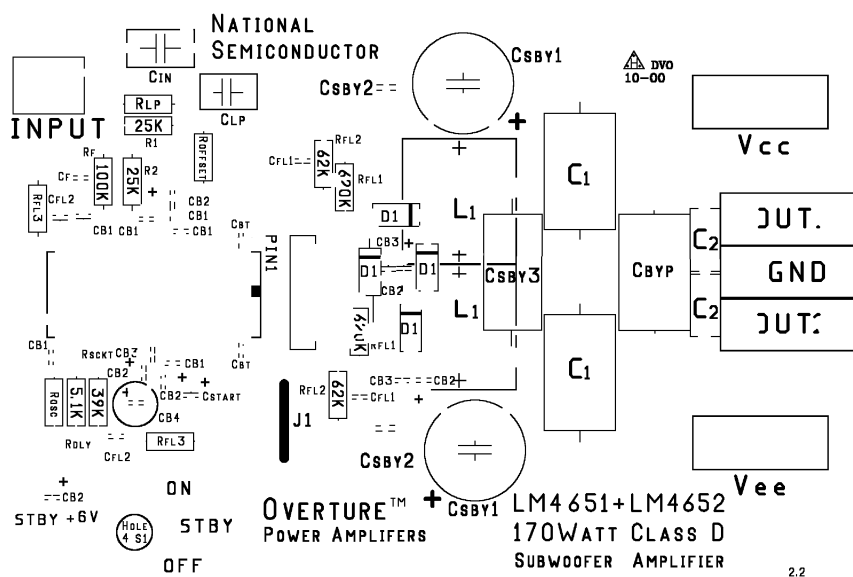 NATIONAL
SEMICONDUCTOR
CIN
CLP
INPUT
RLP
25K
R1
ROFFSET
CSBY2
CSBY1
DVO
10-00
Vcc
RF
CF
100K
25K
R2
CFL2
RFL3
CB1
CB1
CB2
CB1
CB1
CBT
PIN1
CFL1
62K
RFL2
620K
RFL1
D1
L1
C1
CB3
D1
CB2
D1
L1
CSBY3
CBYP
C2
OUT.
GND
C2
RFL1
D1
C1
CB1
RSCKT
CB3
CB2
CB1
CBT
CB2
CSTART
CB4
ROSC
5.1K
39K
RDLY
CFL2
RFL3
J1
RFL2
62K
CB3
CB2
CFL1
CSBY2
CSBY1
Vee
CB2
STBY +6V
ON
STBY
OFF
HOLE
4 S1
OVERTURE™
POWER AMPLIFERS
LM4651+LM4652
170WATT CLASS D
SUBWOOFER AMPLIFIER
2.2